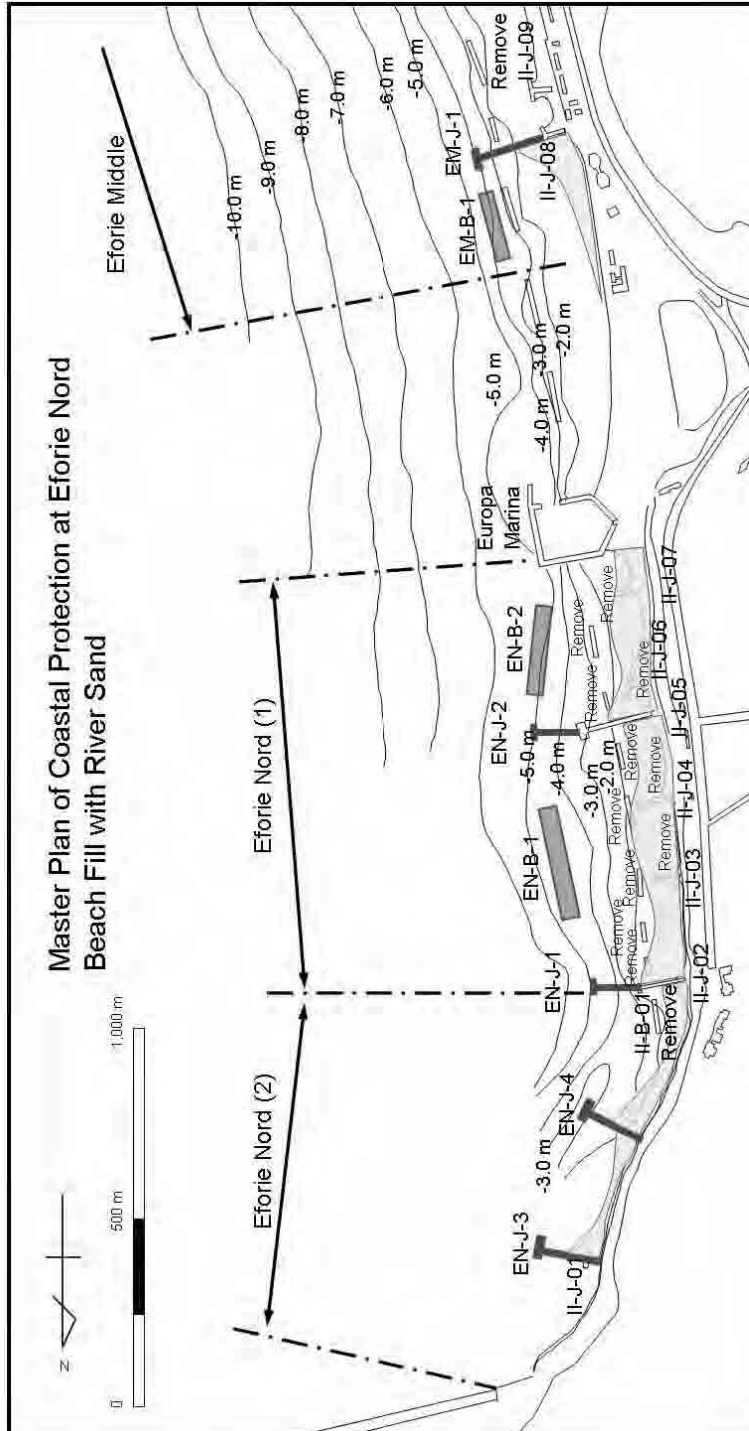 Master Plan of Coastal Protection at Eforie Nord
Beach Fill with River Sand
N
0
500 m
1,000 m
Eforie Nord (2)
Eforie Nord (1)
Eforie Middle
-10.0 m
-9.0 m
-8.0 m
-7.0 m
-6.0 m
-5.0 m
EN-J-3
II-J-01
-3.0 m
EN-J-4
EN-J-1
II-B-01
Remove
II-J-02
EN-B-1
Remove
Remove
Remove
Remove
II-J-03
Remove
II-J-04
EN-J-2
-5.0 m
-4.0 m
-3.0 m
-2.0 m
Remove
II-J-05
EN-B-2
Remove
Remove
Remove
II-J-06
Remove
II-J-07
Europa
Marina
-5.0 m
-4.0 m
-3.0 m
-2.0 m
EM-B-1
EM-J-1
II-J-08
Remove
II-J-09